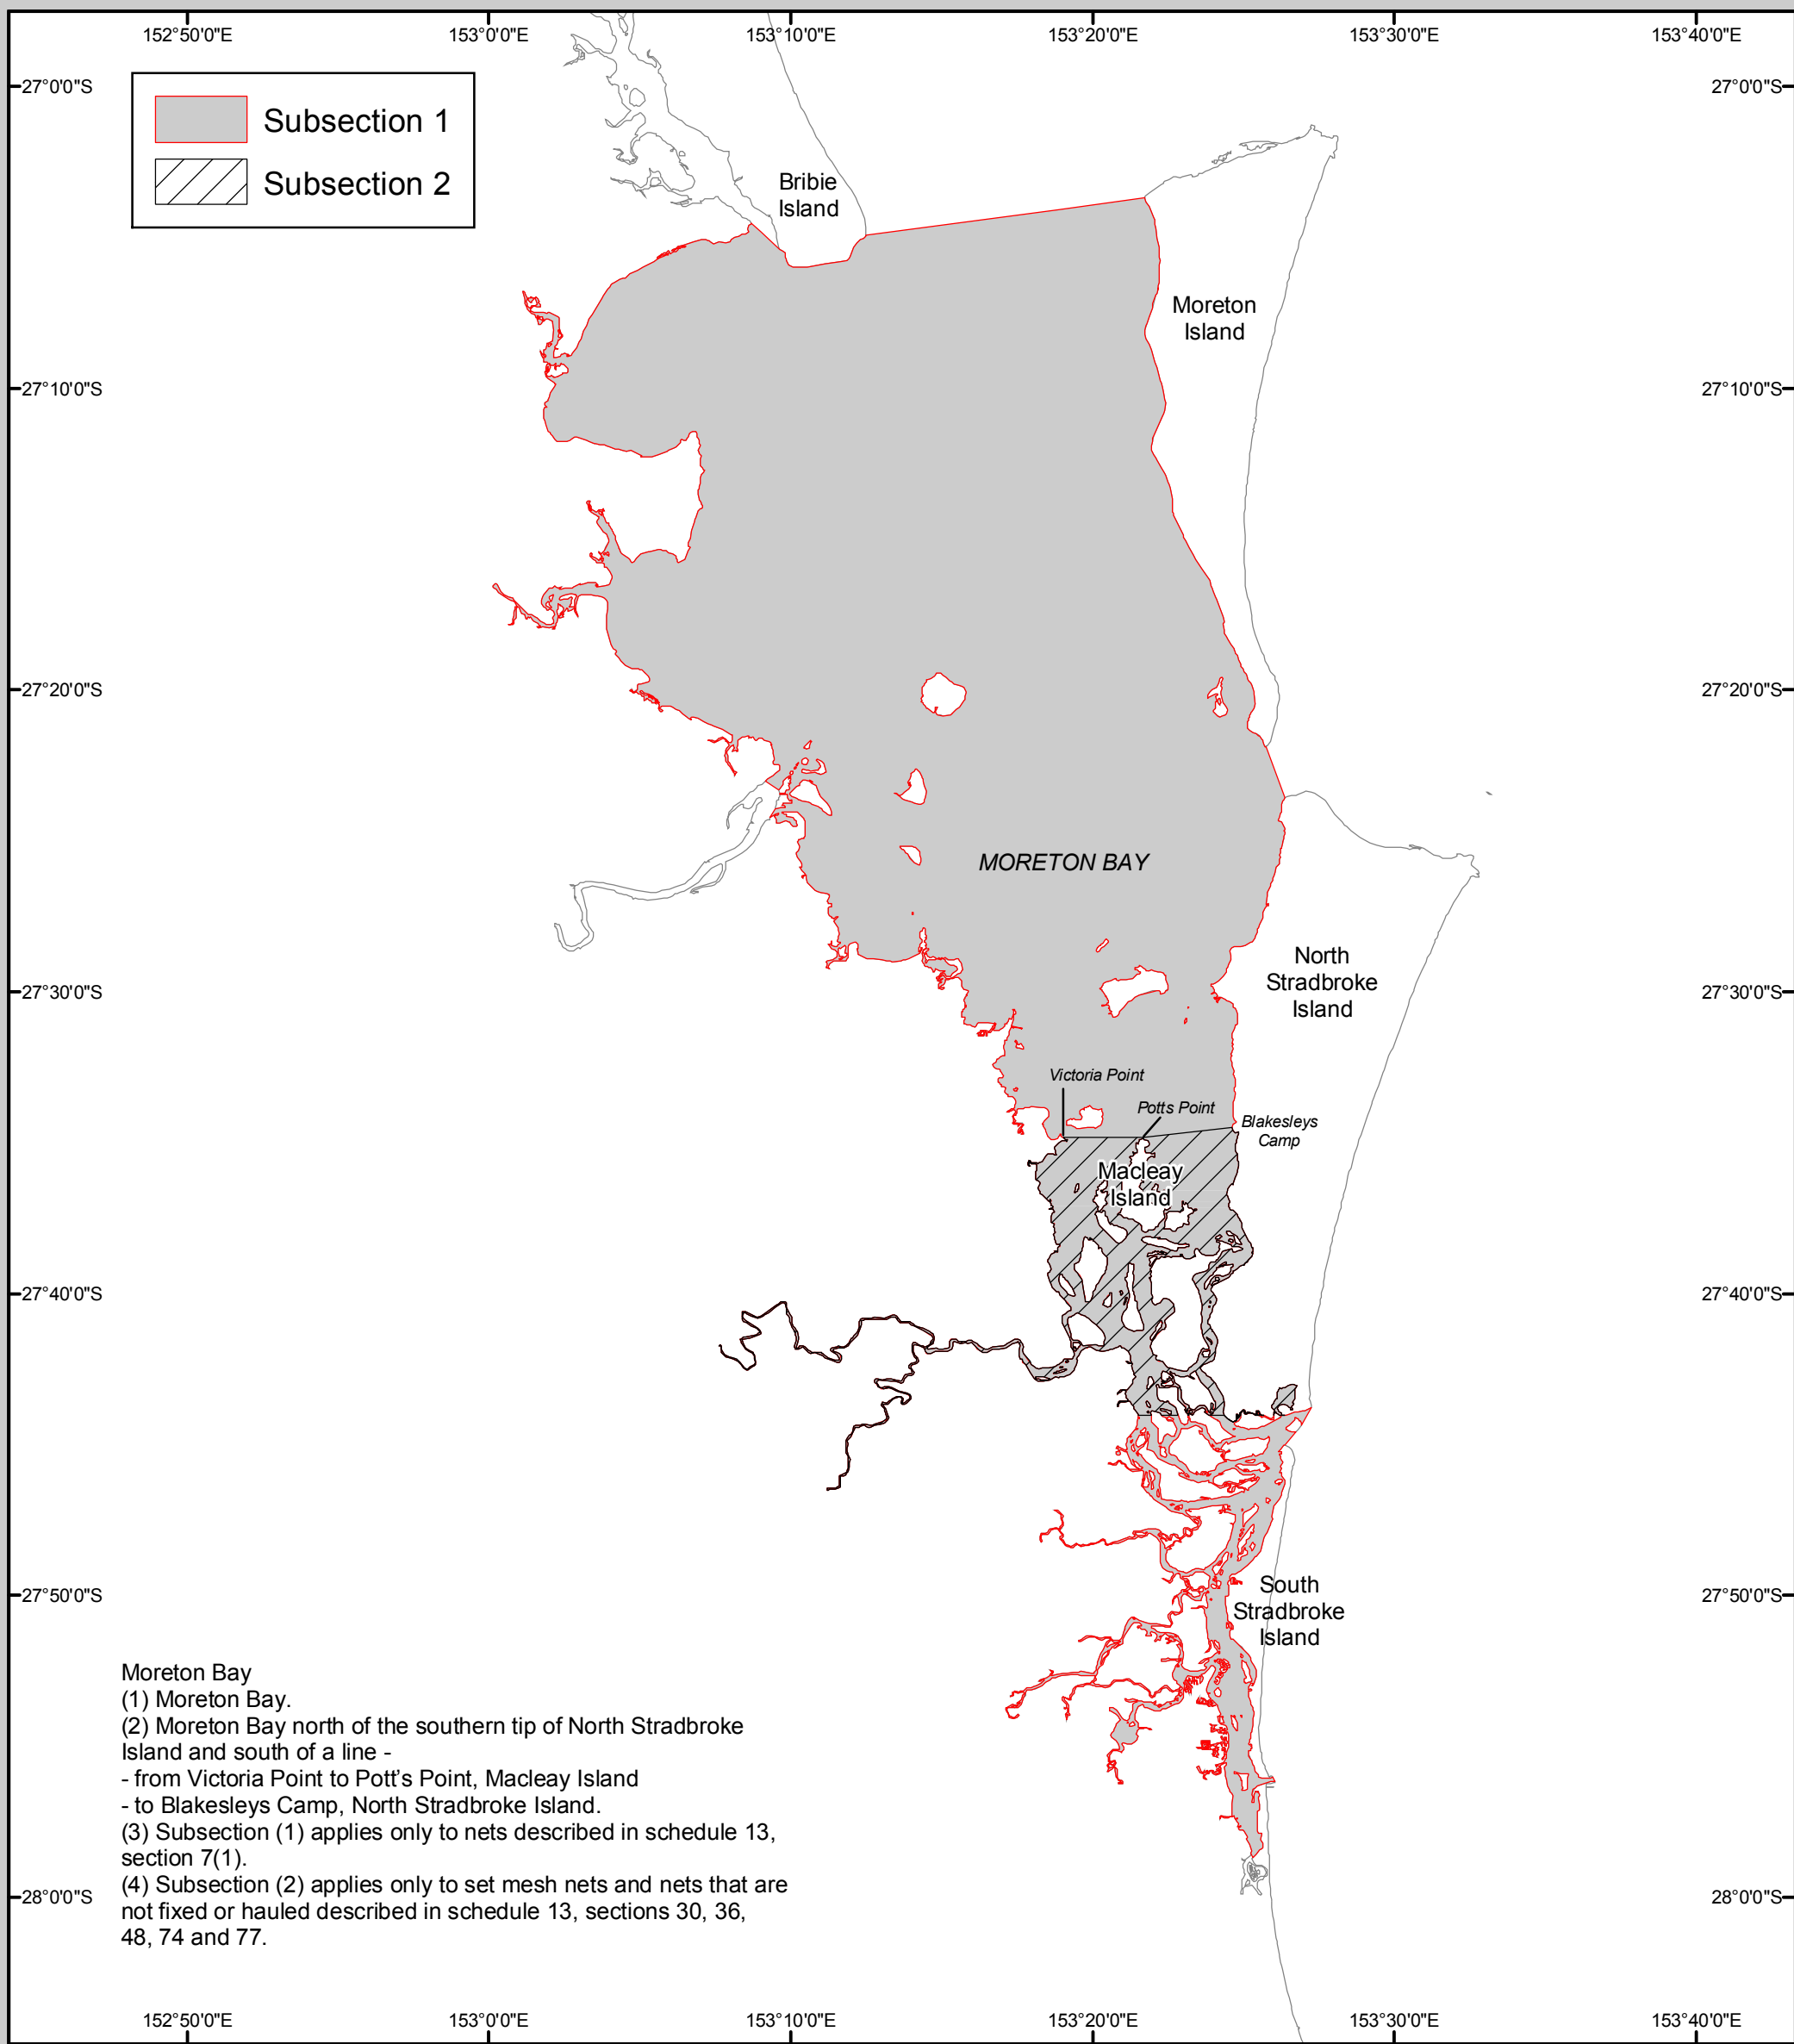 152°50'0"E 153°0'0"E 153°10'0"E 153°20'0"E 153°30'0"E 153°40'0"E
27°0'0"S 27°0'0"S
Subsection 1
Subsection 2
Bribie
Island
Moreton
Island
27°10'0"S 27°10'0"S
27°20'0"S 27°20'0"S
MORETON BAY
North
Stradbroke
Island
27°30'0"S 27°30'0"S
Victoria Point
Potts Point
Blakesleys
Camp
Macleay
Island
27°40'0"S 27°40'0"S
27°50'0"S 27°50'0"S
South
Stradbroke
Island
Moreton Bay
(1) Moreton Bay.
(2) Moreton Bay north of the southern tip of North Stradbroke
Island and south of a line -
- from Victoria Point to Pott's Point, Macleay Island
- to Blakesleys Camp, North Stradbroke Island.
(3) Subsection (1) applies only to nets described in schedule 13,
section 7(1).
(4) Subsection (2) applies only to set mesh nets and nets that are
not fixed or hauled described in schedule 13, sections 30, 36,
48, 74 and 77.
28°0'0"S 28°0'0"S
152°50'0"E 153°0'0"E 153°10'0"E 153°20'0"E 153°30'0"E 153°40'0"E